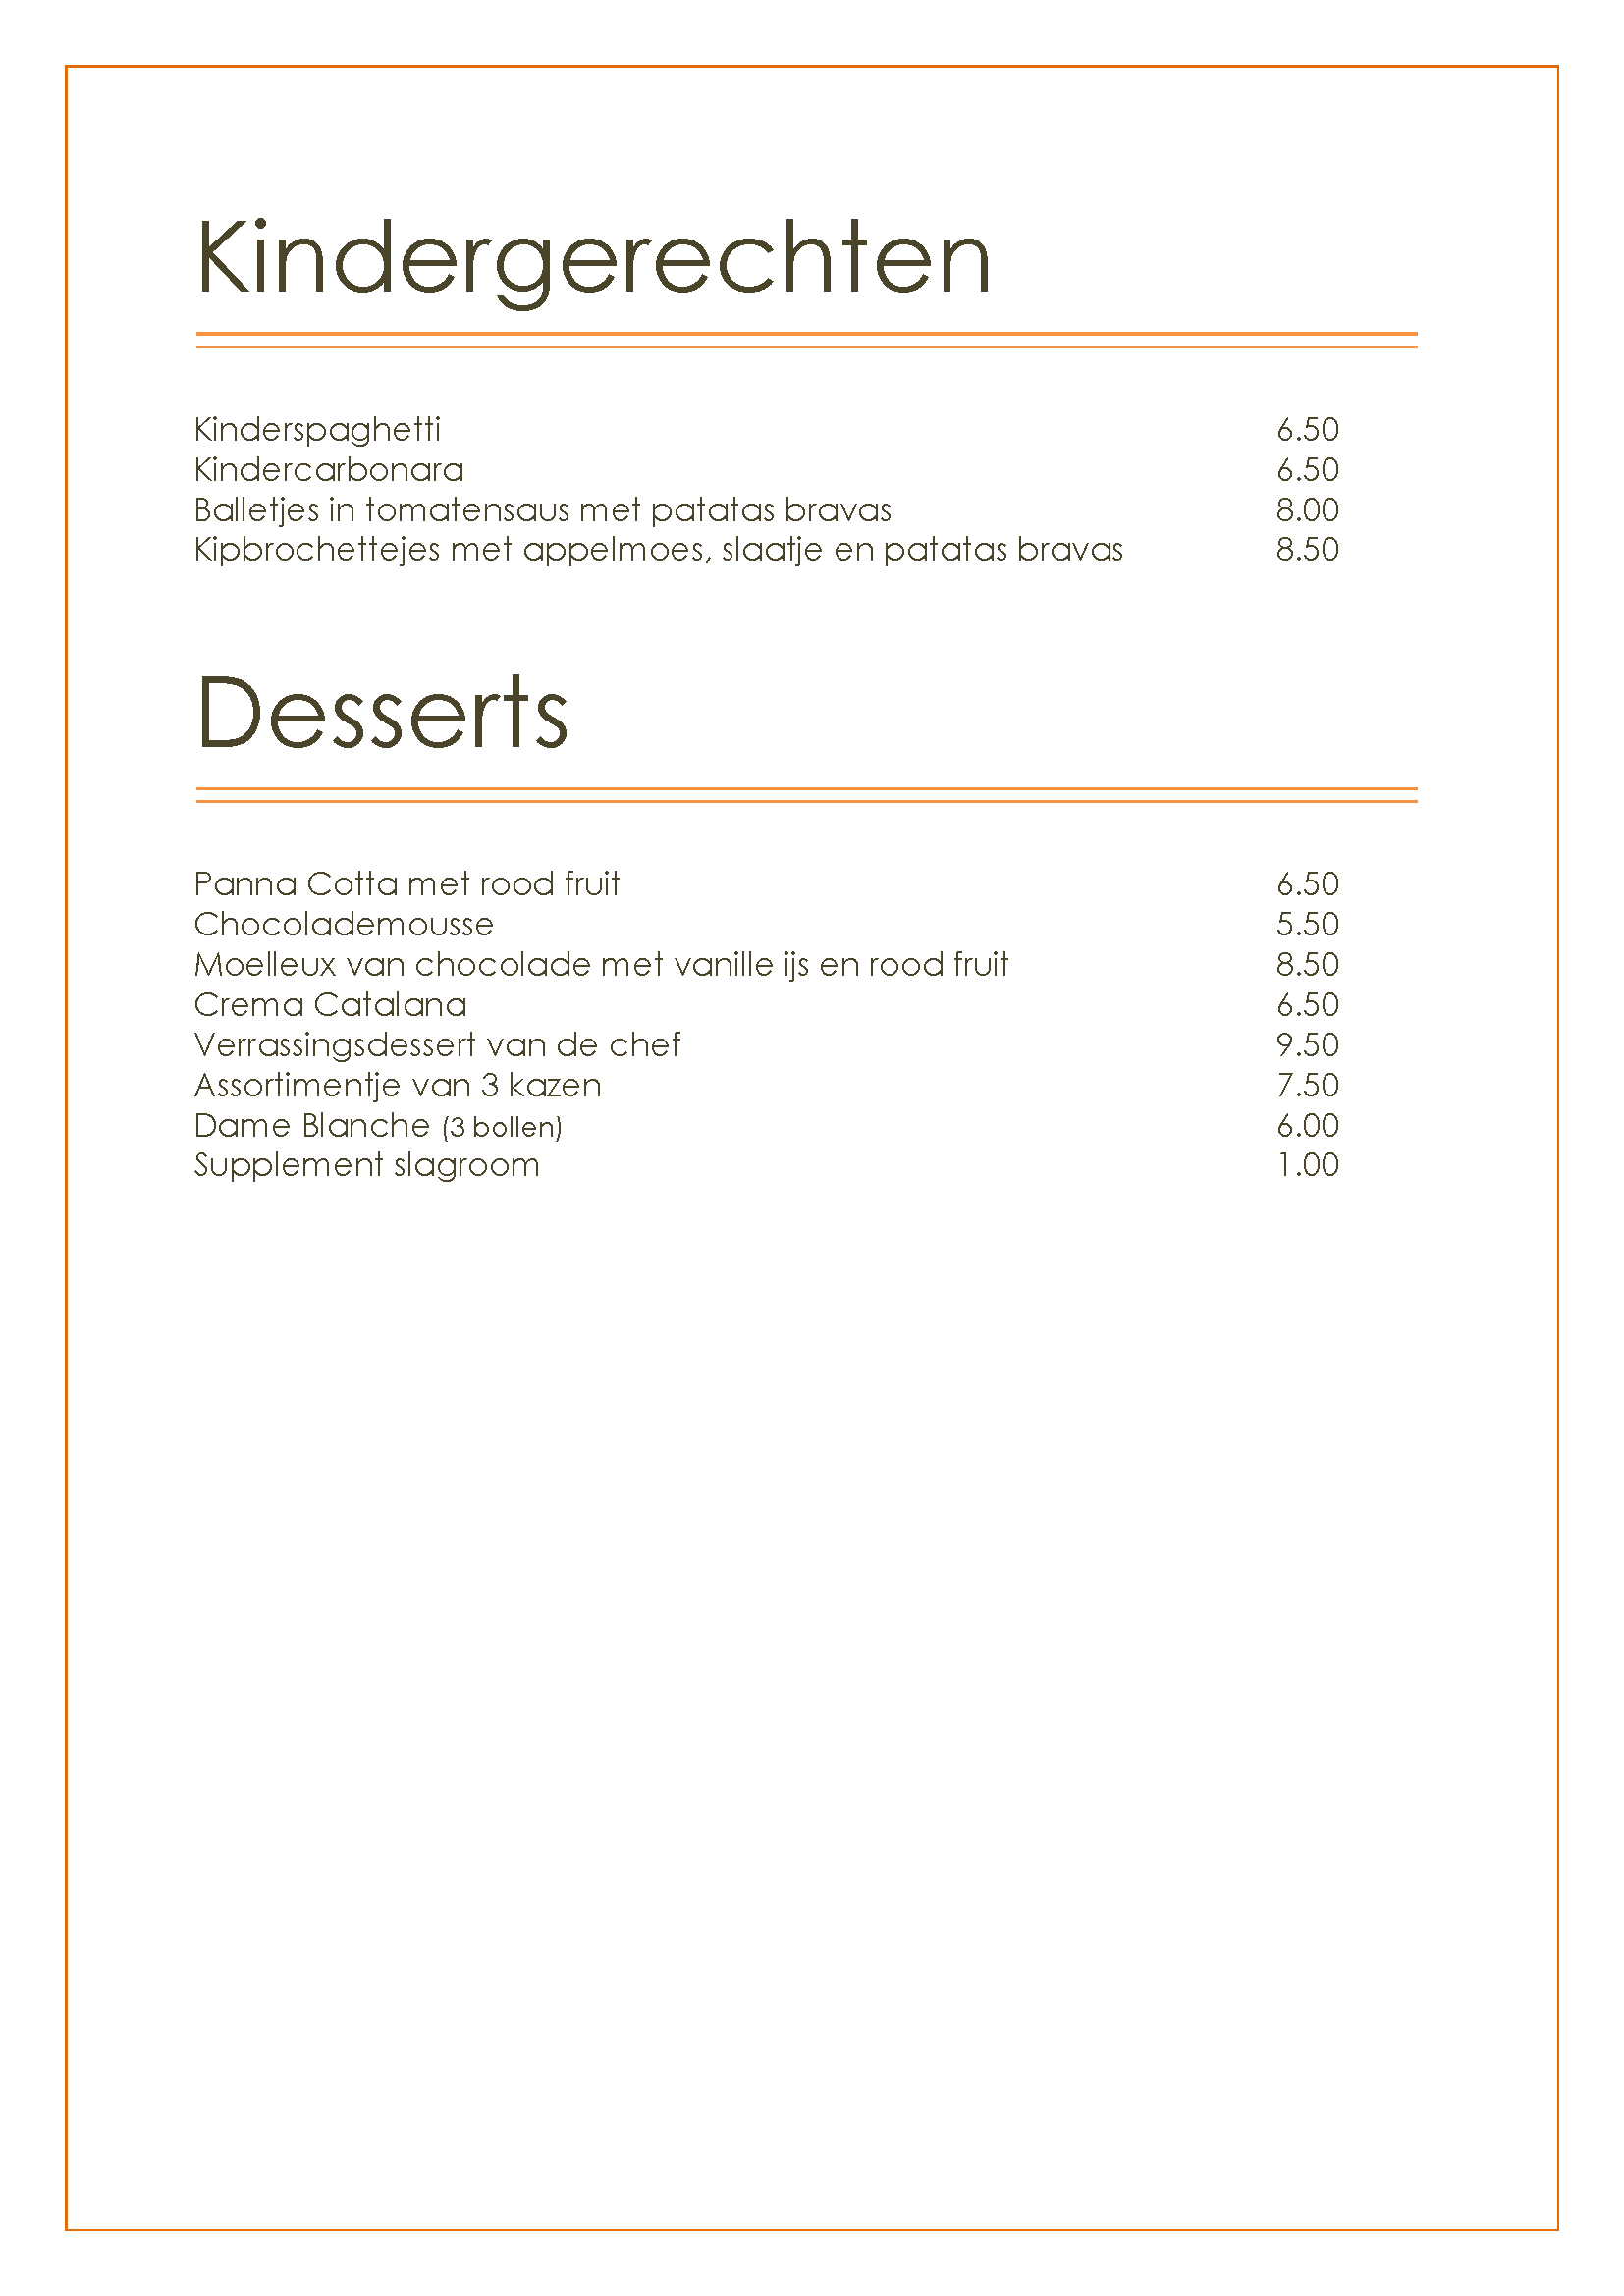 Kindergerechten
Kinderspaghetti 6.50
Kindercarbonara 6.50
Balletjes in tomatensaus met patatas bravas 8.00
Kipbrochettejes met appelmoes, slaatje en patatas bravas 8.50
Desserts
Panna Cotta met rood fruit 6.50
Chocolademousse 5.50
Moelleux van chocolade met vanille ijs en rood fruit 8.50
Crema Catalana 6.50
Verrassingsdessert van de chef 9.50
Assortimentje van 3 kazen 7.50
Dame Blanche (3 bollen) 6.00
Supplement slagroom 1.00